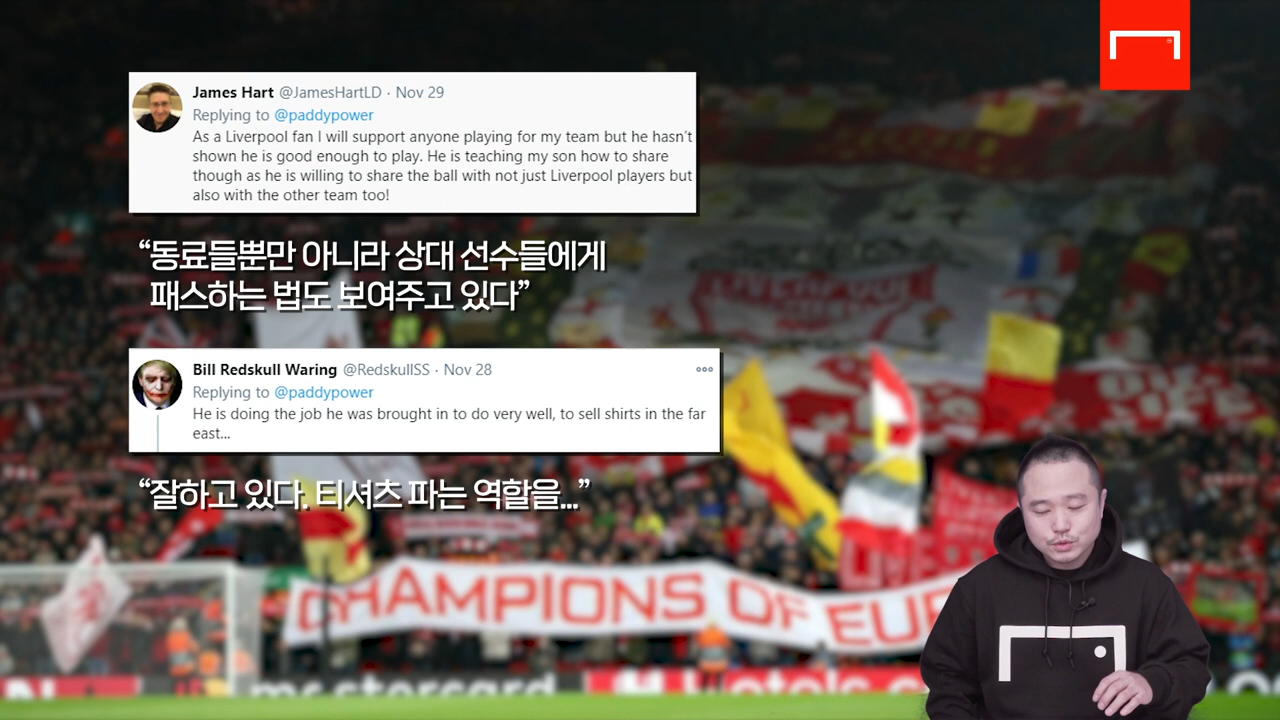 James Hart @JamesHartLD · Nov 29
Replying to @paddypower
As a Liverpool fan I will support anyone playing for my team but he hasn't
shown he is good enough to play. He is teaching my son how to share
though as he is willing to share the ball with not just Liverpool players but
also with the other team too!
“동료들뿐만 아니라 상대 선수들에게
패스하는 법도 보여주고 있다”
Bill Redskull Waring @RedskullSS · Nov 28
Replying to @paddypower
He is doing the job he was brought in to do very well, to sell shirts in the far
east...
“잘하고 있다. 티셔츠 파는 역할을...”
CHAMPIONS OF EU
mastercard